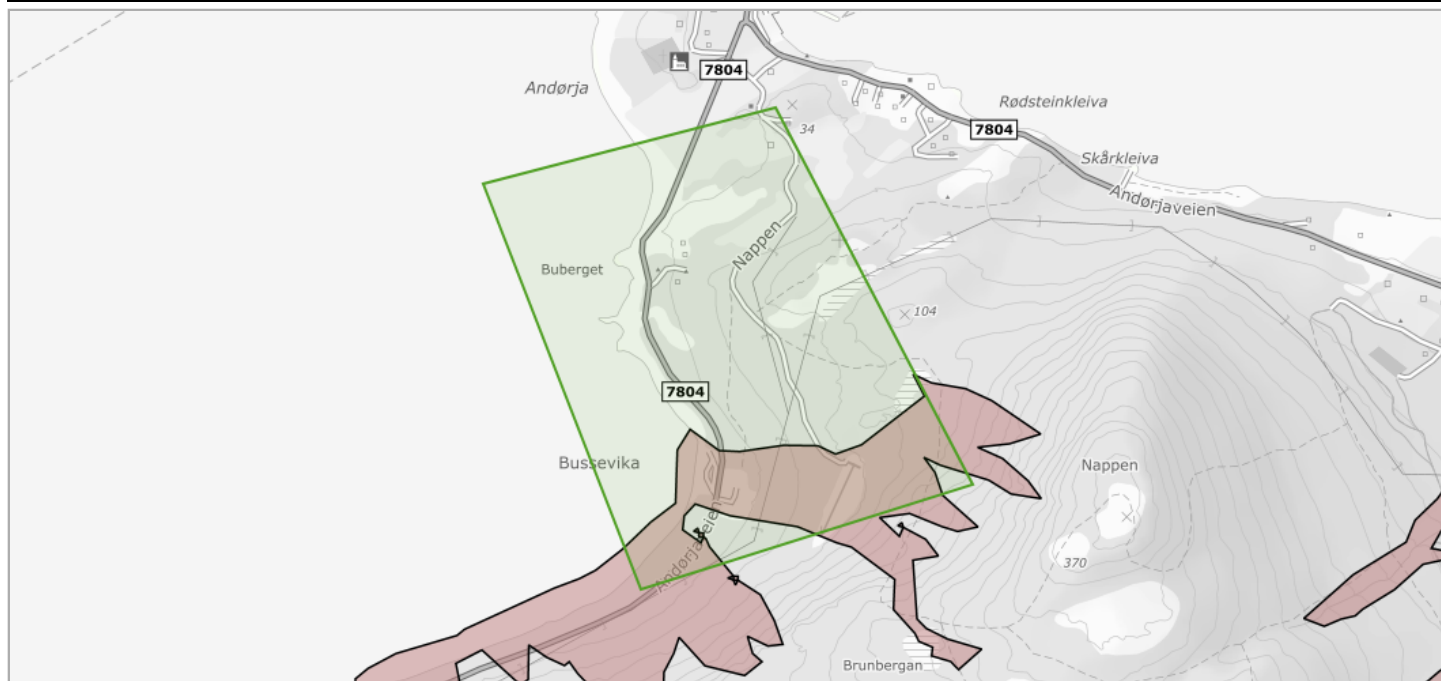 7804
Andørja
Rødsteinkleiva
34
7804
Skårkleiva
Andørjaveien
Nappen
Buberget
104
7804
Bussevika
Nappen
Andørjaveien
370
Brunbergan